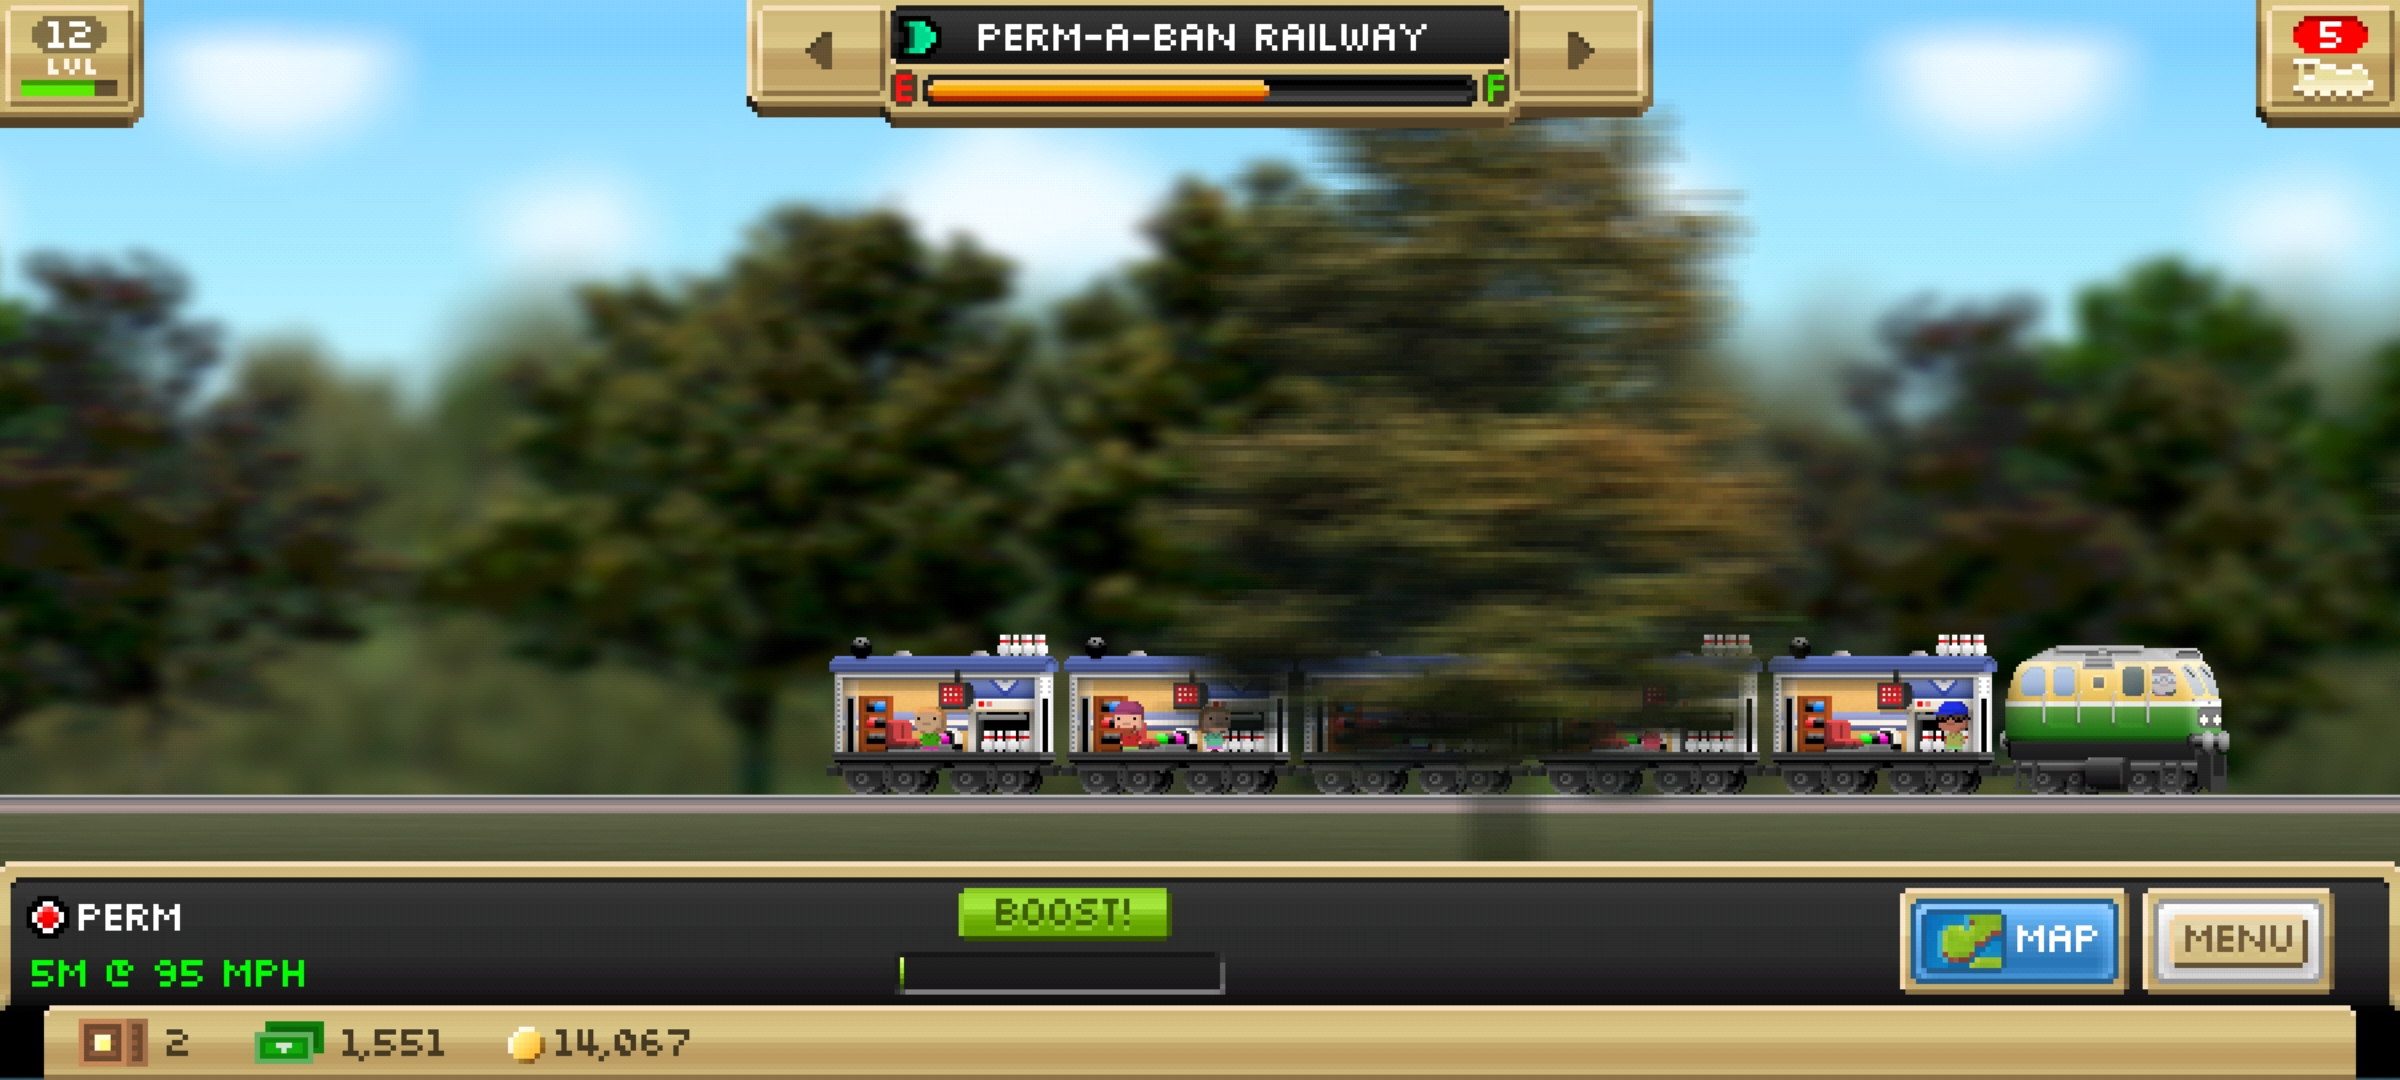 12
LVL
PERM-A-BAN RAILWAY
E
F
5
PERM
5M @ 95 MPH
BOOST!
MAP
MENU
2
1,551
14,067